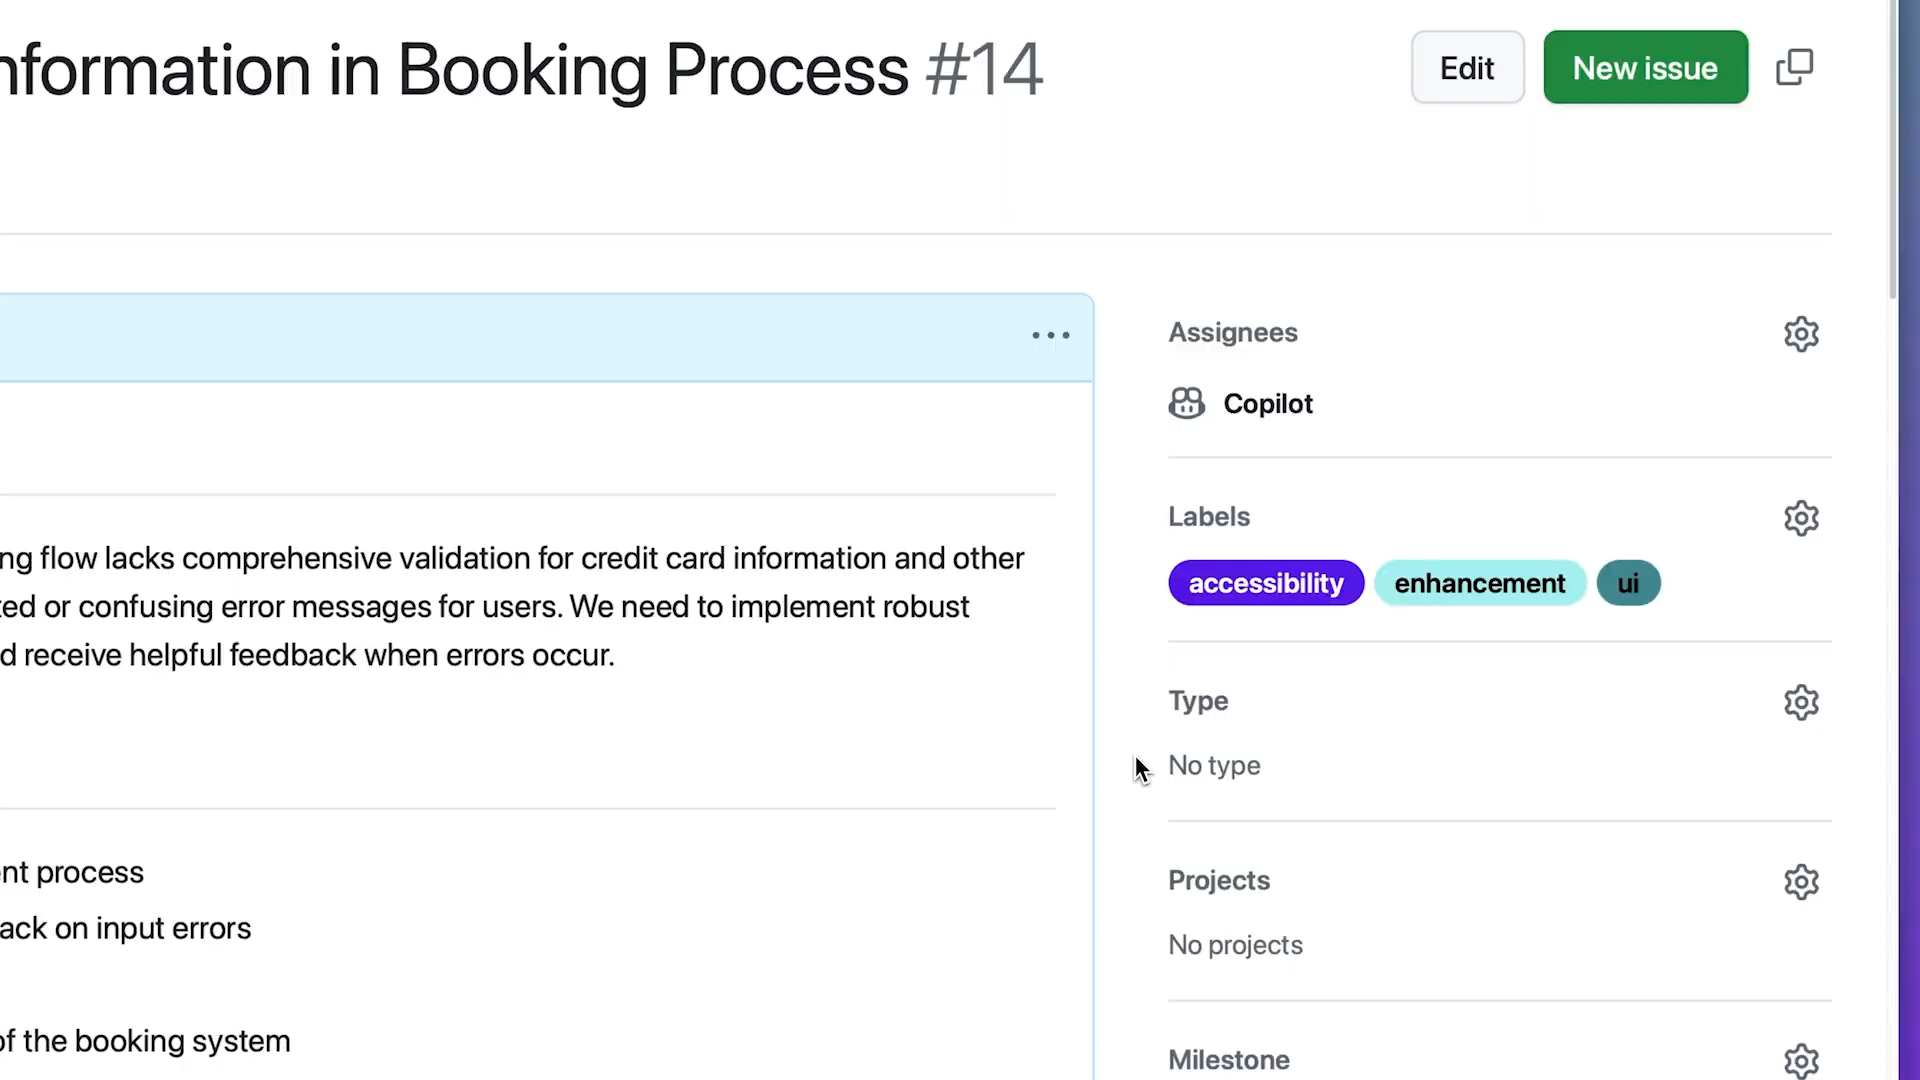 nformation in Booking Process #14
Edit
New issue
Assignees
Copilot
Labels
accessibility
enhancement
ui
ng flow lacks comprehensive validation for credit card information and other
ted or confusing error messages for users. We need to implement robust
d receive helpful feedback when errors occur.
Type
No type
nt process
ack on input errors
Projects
No projects
of the booking system
Milestone